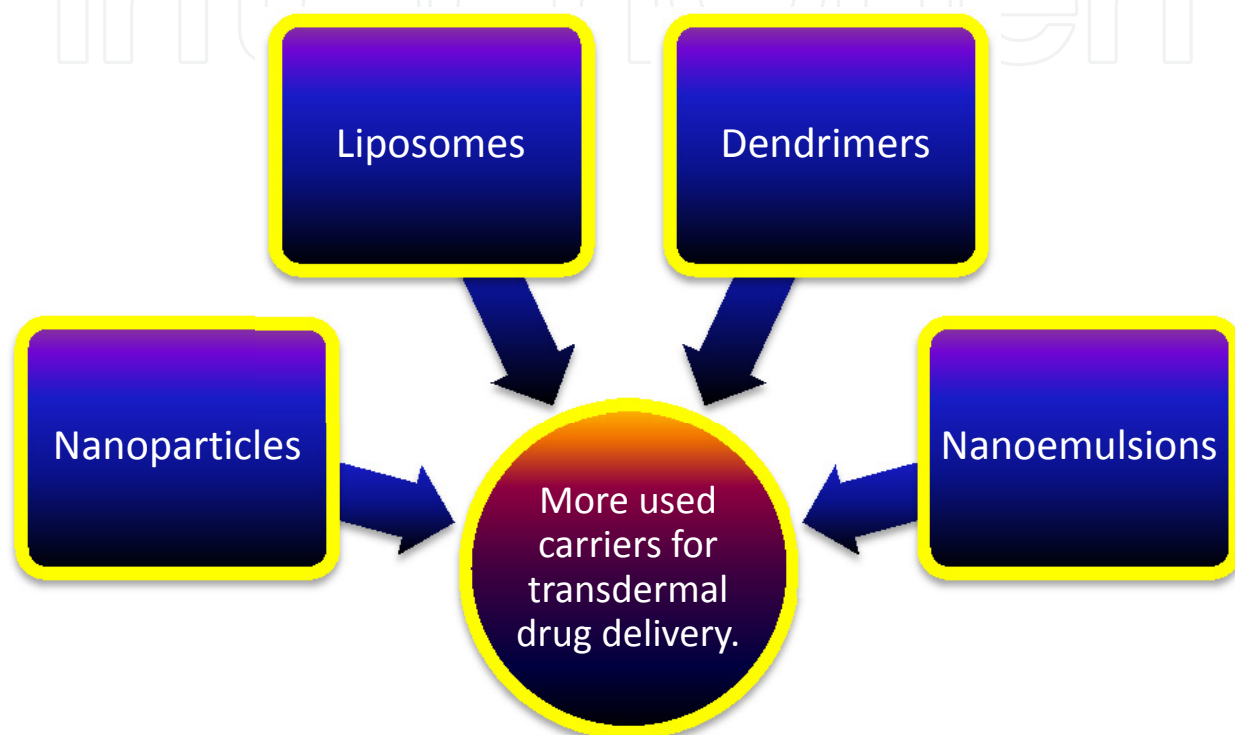 Liposomes
Dendrimers
Nanoparticles
Nanoemulsions
More used
carriers for
transdermal
drug delivery.